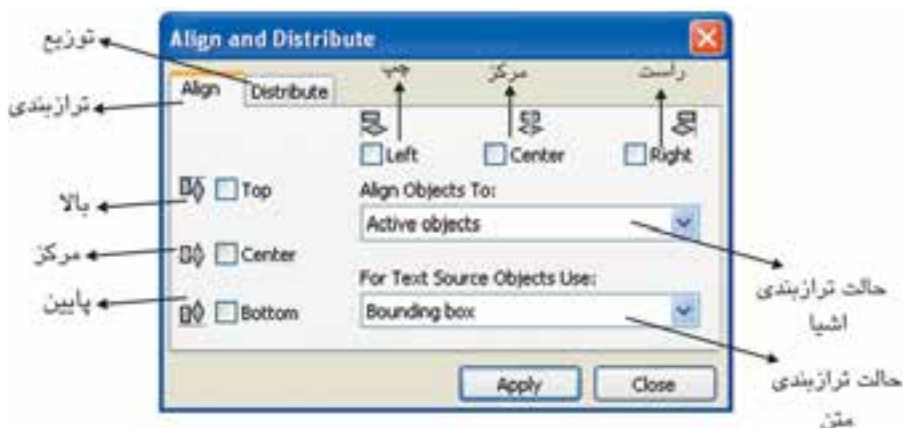 Align and Distribute
توزیع
ترازبندی
Align
Distribute
چپ
مرکز
راست
Left
Center
Right
بالا
Top
Align Objects To:
Active objects
مرکز
Center
For Text Source Objects Use:
پایین
Bottom
Bounding box
حالت ترازبندی
اشیا
حالت ترازبندی
متن
Apply
Close